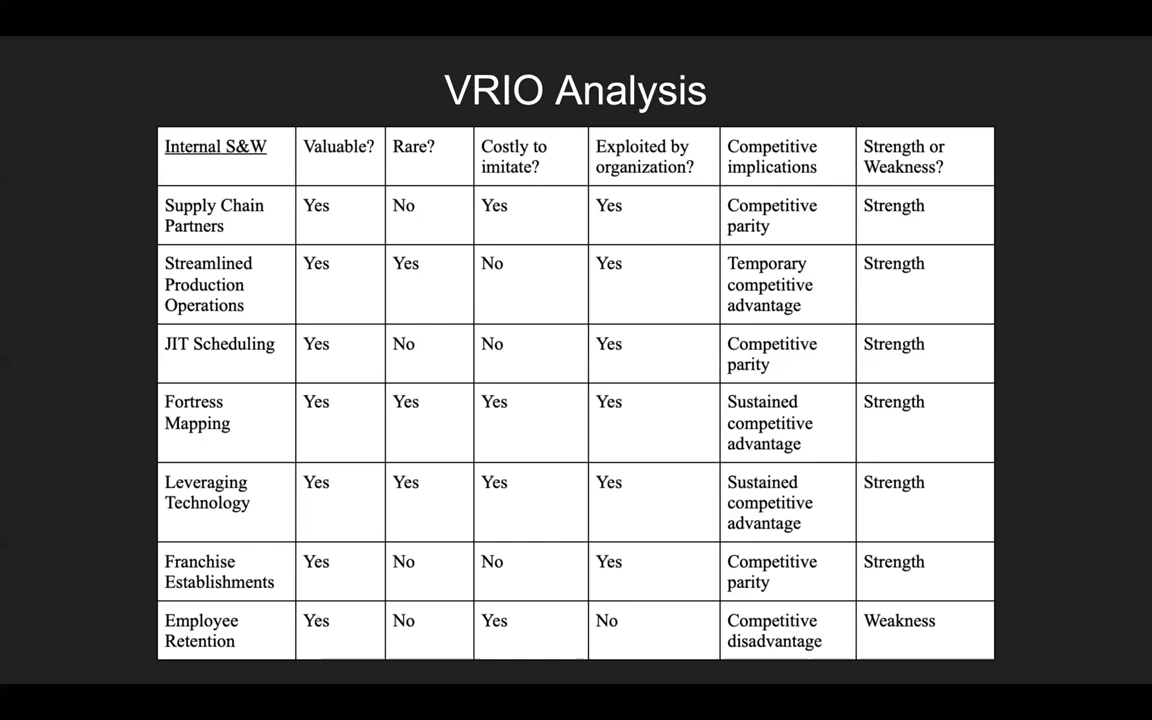 VRIO Analysis
Internal S&W Valuable? Rare? Costly to Exploited by Competitive Strength or
imitate? organization? implications Weakness?
Supply Chain Yes No Yes Yes Competitive Strength
Partners parity
Streamlined Yes Yes No Yes Temporary Strength
Production competitive
Operations advantage
JIT Scheduling Yes No No Yes Competitive Strength
parity
Fortress Yes Yes Yes Yes Sustained Strength
Mapping competitive
advantage
Leveraging Yes Yes Yes Yes Sustained Strength
Technology competitive
advantage
Franchise Yes No No Yes Competitive Strength
Establishments parity
Employee Yes No Yes No Competitive Weakness
Retention disadvantage